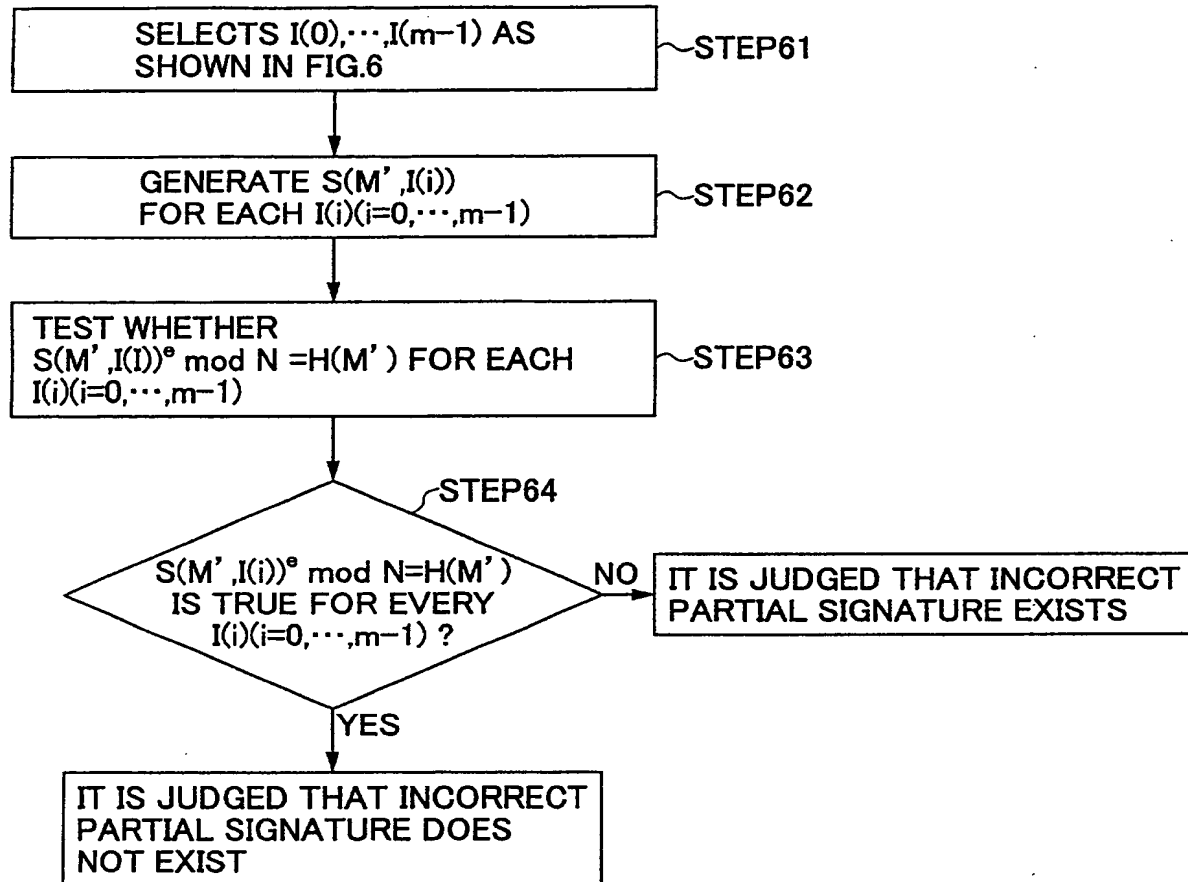 SELECTS I(0),···,I(m-1) AS
SHOWN IN FIG.6
STEP61
GENERATE S(M',I(i))
FOR EACH I(i)(i=0,···,m-1)
STEP62
TEST WHETHER
S(M',I(I))ᵉ mod N =H(M') FOR EACH
I(i)(i=0,···,m-1)
STEP63
STEP64
S(M',I(i))ᵉ mod N=H(M')
IS TRUE FOR EVERY
I(i)(i=0,···,m-1) ?
NO
IT IS JUDGED THAT INCORRECT
PARTIAL SIGNATURE EXISTS
YES
IT IS JUDGED THAT INCORRECT
PARTIAL SIGNATURE DOES
NOT EXIST